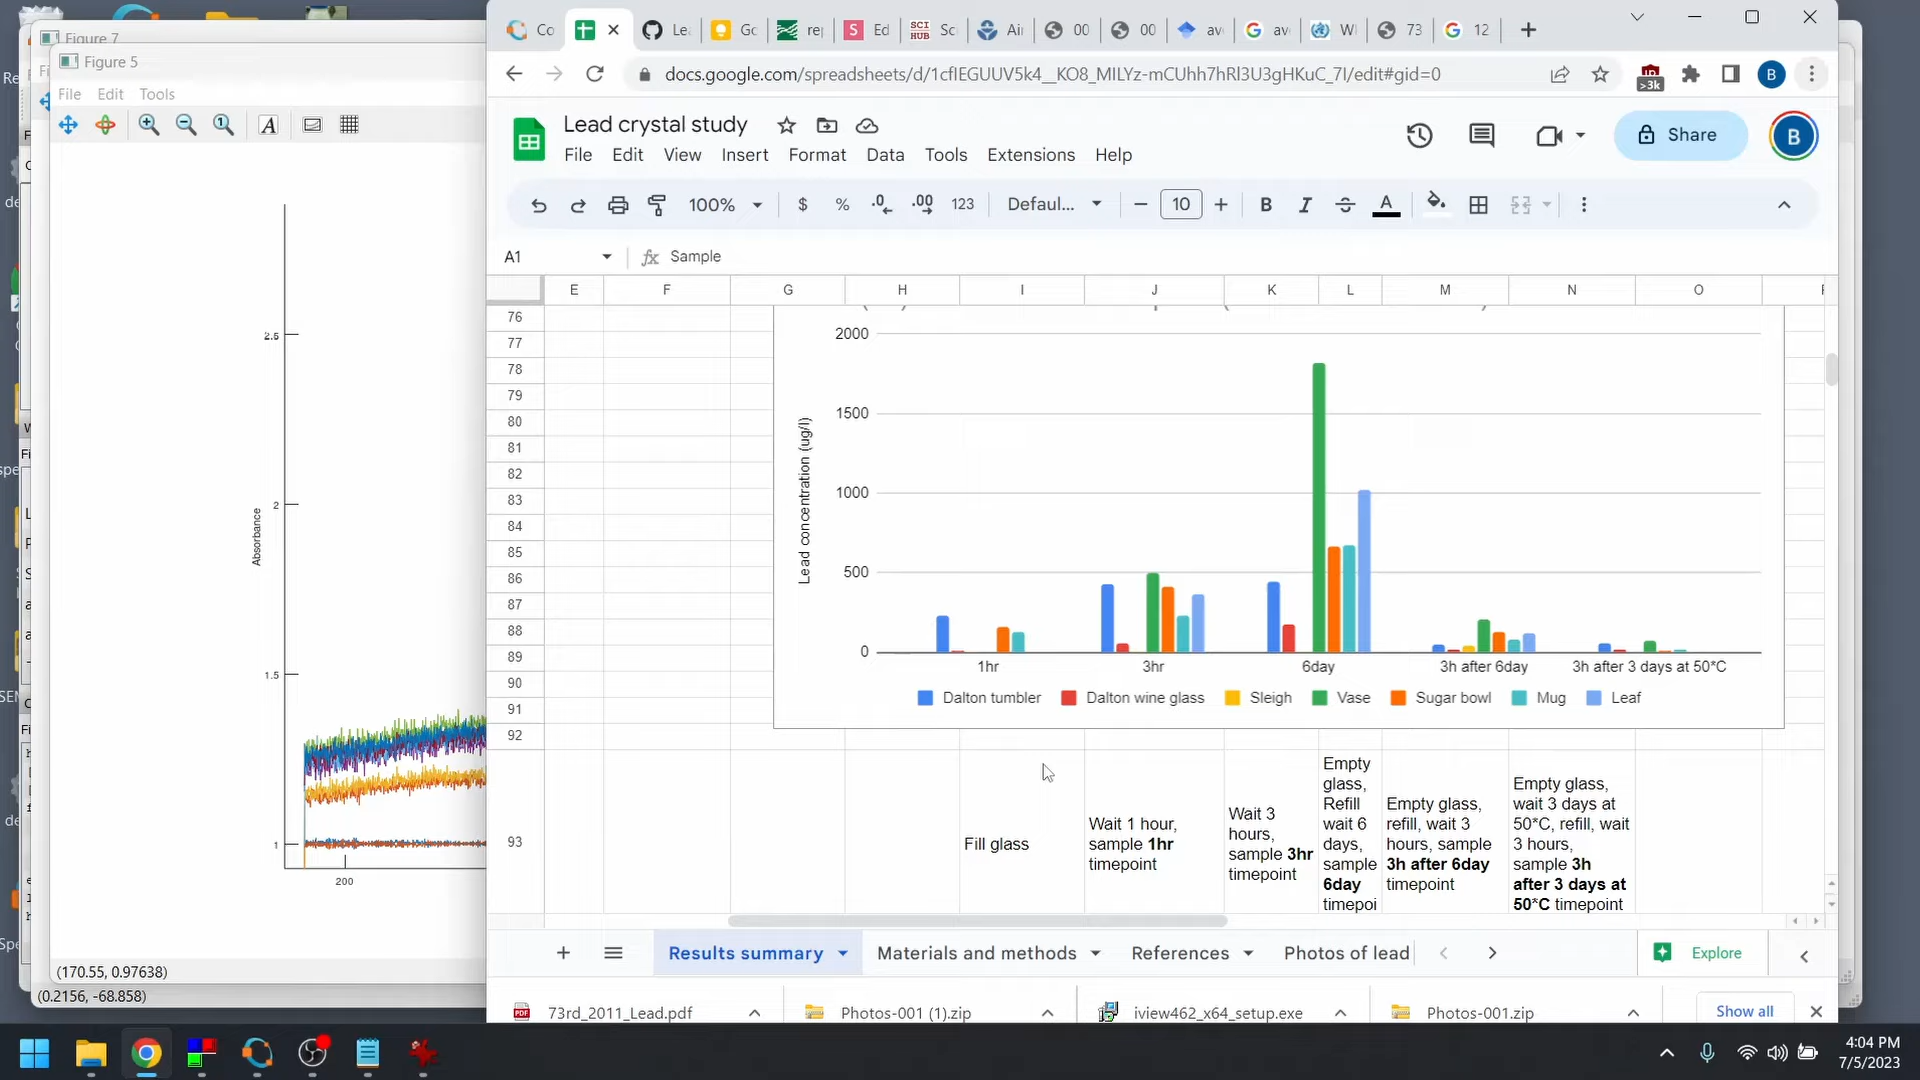 Figure 7
Figure 5
File Edit Tools
Absorbance
2.5
2
1.5
1
200
(170.55, 0.97638)
(0.2156, -68.858)
docs.google.com/spreadsheets/d/1cfIEGUUV5k4__KO8_MILYz-mCUhh7hRl3U3gHKuC_7I/edit#gid=0
>3k
B
Lead crystal study
File Edit View Insert Format Data Tools Extensions Help
Share
B
100%
$ % .0 .00 123
Defaul...
10
B I A
A1
fx Sample
E F G H I J K L M N O
76
77
78
79
80
81
82
83
84
85
86
87
88
89
90
91
92
93
Lead concentration (ug/l)
2000
1500
1000
500
0
1hr 3hr 6day 3h after 6day 3h after 3 days at 50*C
Dalton tumbler Dalton wine glass Sleigh Vase Sugar bowl Mug Leaf
Fill glass
Wait 1 hour,
sample 1hr
timepoint
Wait 3
hours,
sample 3hr
timepoint
Empty
glass,
Refill
wait 6
days,
sample
6day
timepoi
Empty glass,
refill, wait 3
hours, sample
3h after 6day
timepoint
Empty glass,
wait 3 days at
50*C, refill, wait
3 hours,
sample 3h
after 3 days at
50*C timepoint
Results summary Materials and methods References Photos of lead
Explore
73rd_2011_Lead.pdf Photos-001 (1).zip iview462_x64_setup.exe Photos-001.zip Show all
4:04 PM
7/5/2023